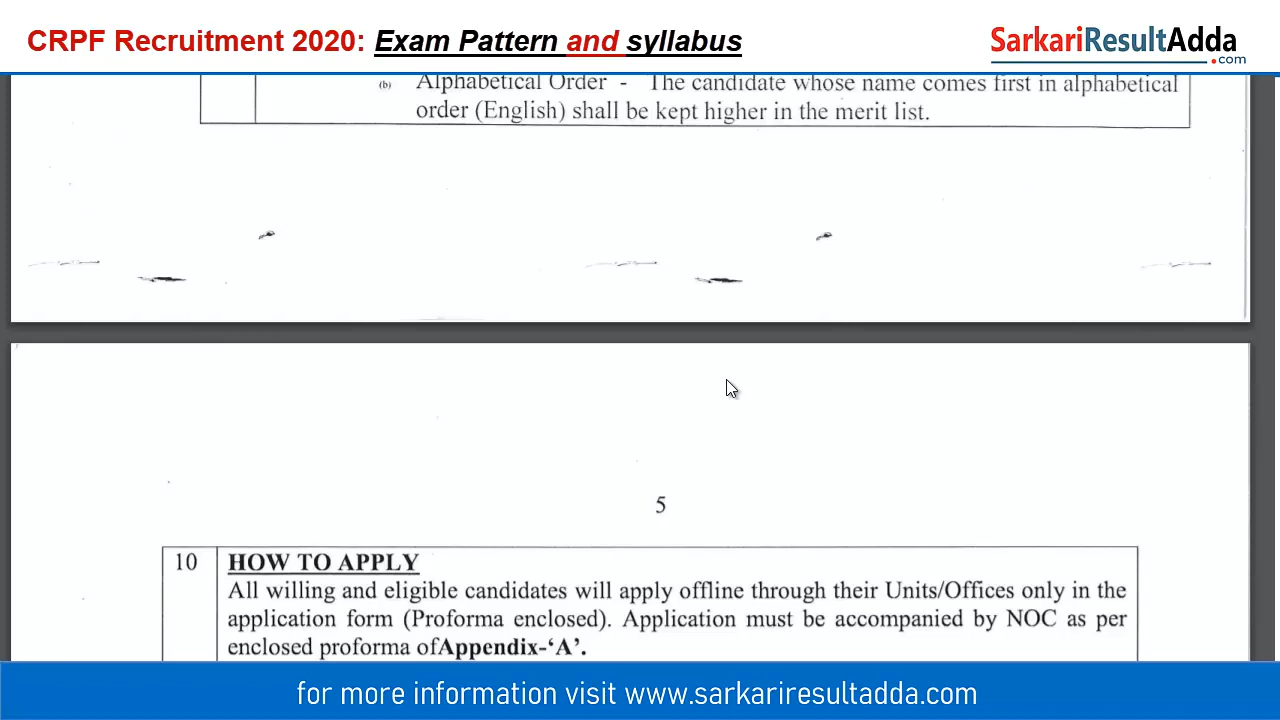 CRPF Recruitment 2020: Exam Pattern and syllabus
SarkariResultAdda
.com
(b) Alphabetical Order - The candidate whose name comes first in alphabetical
order (English) shall be kept higher in the merit list.
5
10 HOW TO APPLY
All willing and eligible candidates will apply offline through their Units/Offices only in the
application form (Proforma enclosed). Application must be accompanied by NOC as per
enclosed proforma ofAppendix-‘A’.
for more information visit www.sarkariresultadda.com